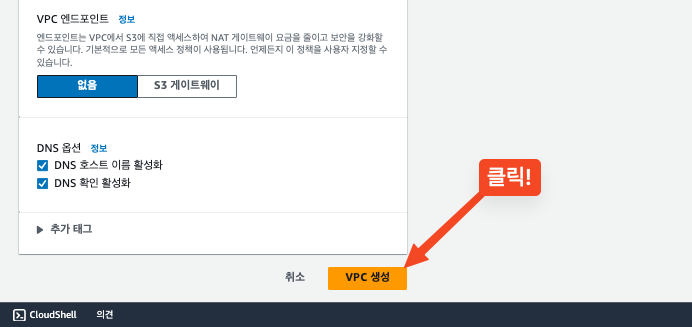 VPC 엔드포인트 정보
엔드포인트는 VPC에서 S3에 직접 액세스하여 NAT 게이트웨이 요금을 줄이고 보안을 강화할
수 있습니다. 기본적으로 모든 액세스 정책이 사용됩니다. 언제든지 이 정책을 사용자 지정할 수
있습니다.
없음 S3 게이트웨이
DNS 옵션 정보
DNS 호스트 이름 활성화
DNS 확인 활성화
클릭!
추가 태그
취소 VPC 생성
CloudShell 의견